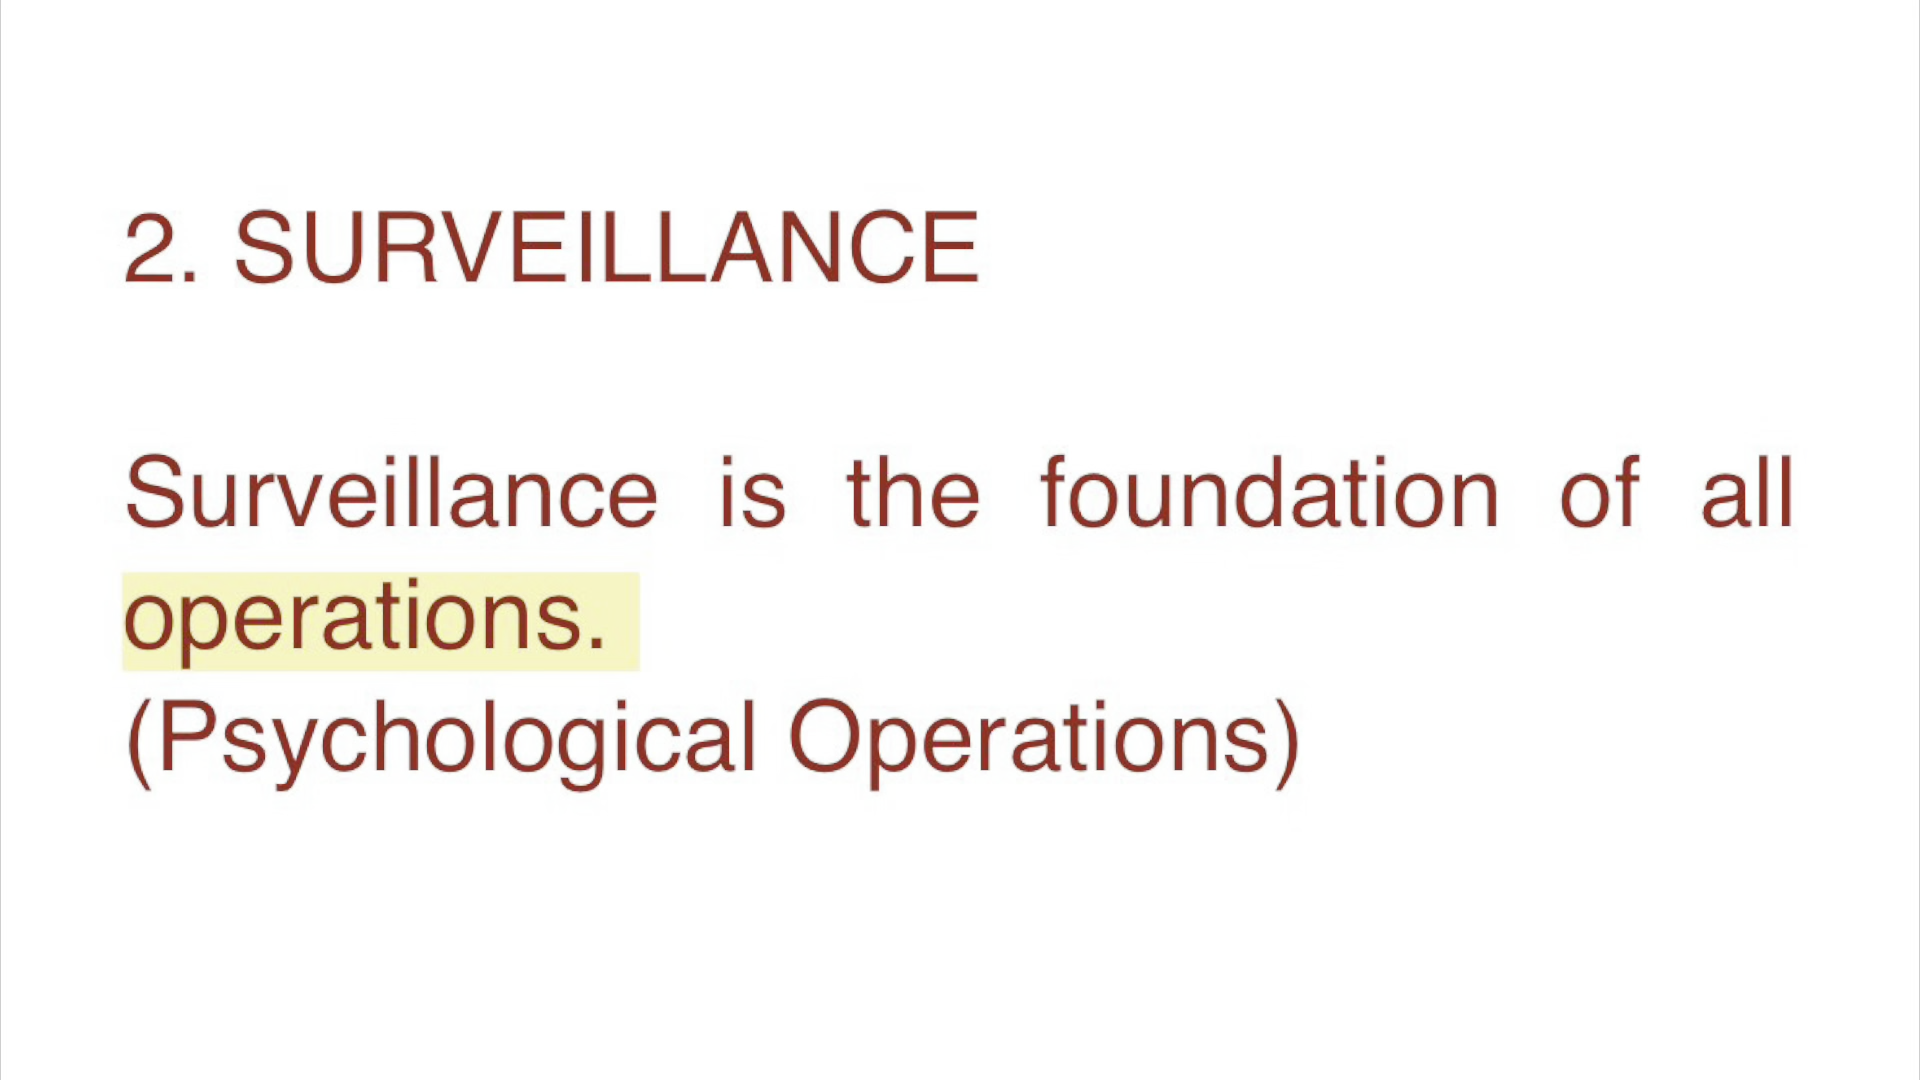 2. SURVEILLANCE
Surveillance is the foundation of all
operations.
(Psychological Operations)